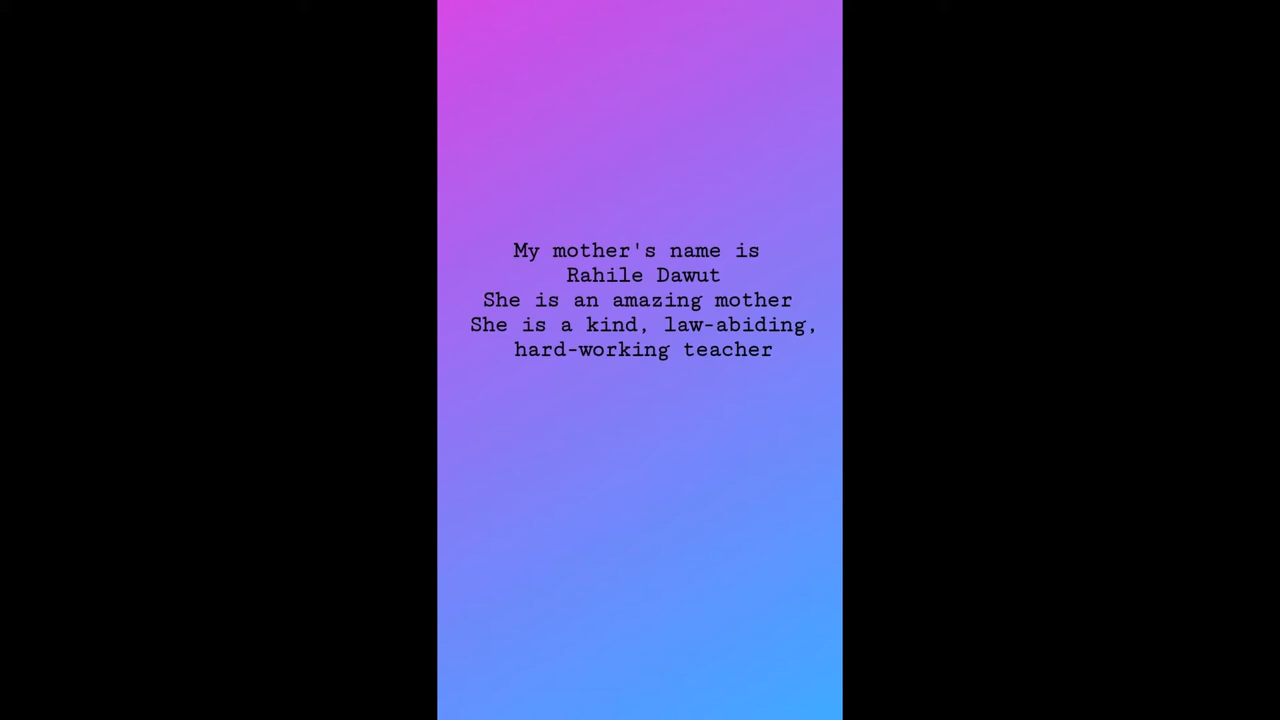 My mother's name is
Rahile Dawut
She is an amazing mother
She is a kind, law-abiding,
hard-working teacher